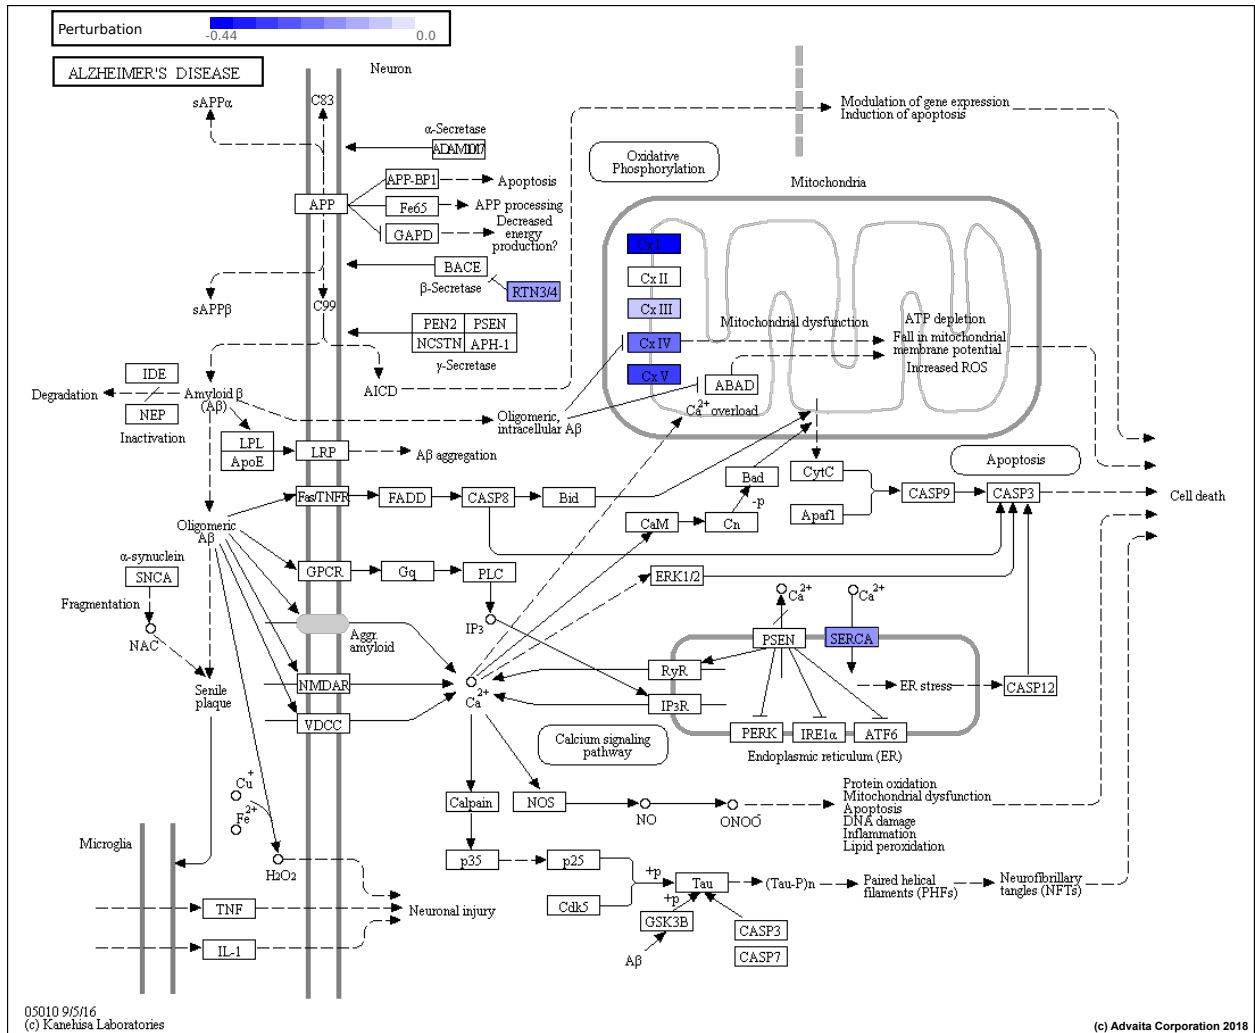 Perturbation
-0.44
0.0
ALZHEIMER'S DISEASE
Neuron
sAPPα
C83
α-Secretase
Modulation of gene expression
Induction of apoptosis
Oxidative
Phosphorylation
Mitochondria
APP-BP1
Apoptosis
APP
Fe65
APP processing
GAPD
Decreased
energy
production?
BACE
β-Secretase
RTN3/4
sAPPβ
C99
PEN2
PSEN
NCSTN
APH-1
γ-Secretase
Cx I
Cx II
Cx III
Cx IV
Cx V
Mitochondrial dysfunction
ATP depletion
Fall in mitochondrial
membrane potential
Increased ROS
ABAD
Ca2+ overload
IDE
Degradation
Amyloid β
(Aβ)
NEP
Inactivation
AICD
Oligomeric,
intracellular Aβ
LPL
ApoE
LRP
Aβ aggregation
Fas/TNFR
FADD
CASP8
Bid
Bad
-p
CytC
Apaf1
Apoptosis
CASP9
CASP3
Cell death
Oligomeric
Aβ
CaM
Cn
α-synuclein
SNCA
Fragmentation
NAC
GPCR
Gq
PLC
IP3
ERK1/2
Ca2+
Ca2+
PSEN
SERCA
Aggr.
amyloid
Senile
plaque
NMDAR
VDCC
Ca2+
RyR
IP3R
ER stress
CASP12
PERK
IRE1α
ATF6
Endoplasmic reticulum (ER)
Calcium signaling
pathway
Cu+
Fe2+
H2O2
Calpain
NOS
NO
ONOO-
Protein oxidation
Mitochondrial dysfunction
Apoptosis
DNA damage
Inflammation
Lipid peroxidation
Microglia
p35
p25
Cdk5
+p
Tau
(Tau-P)n
Paired helical
filaments (PHFs)
Neurofibrillary
tangles (NFTs)
+p
GSK3B
Aβ
CASP3
CASP7
TNF
IL-1
Neuronal injury
05010 9/5/16
(c) Kanehisa Laboratories
(c) Advaita Corporation 2018